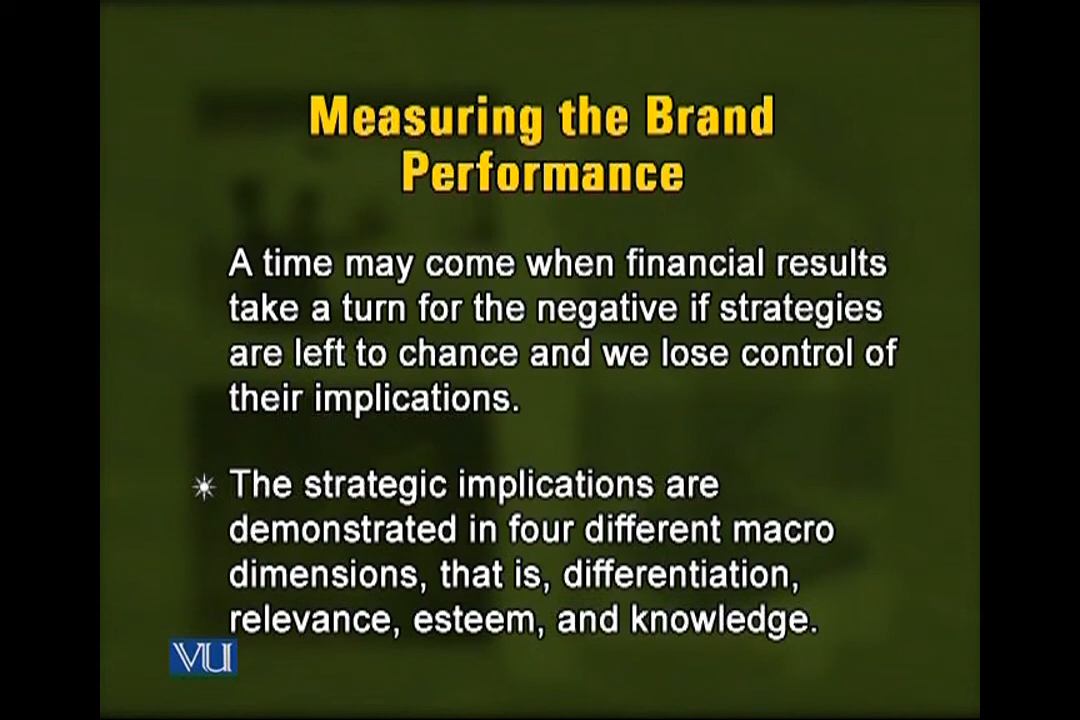 Measuring the Brand
Performance
A time may come when financial results
take a turn for the negative if strategies
are left to chance and we lose control of
their implications.
The strategic implications are
demonstrated in four different macro
dimensions, that is, differentiation,
relevance, esteem, and knowledge.
VU